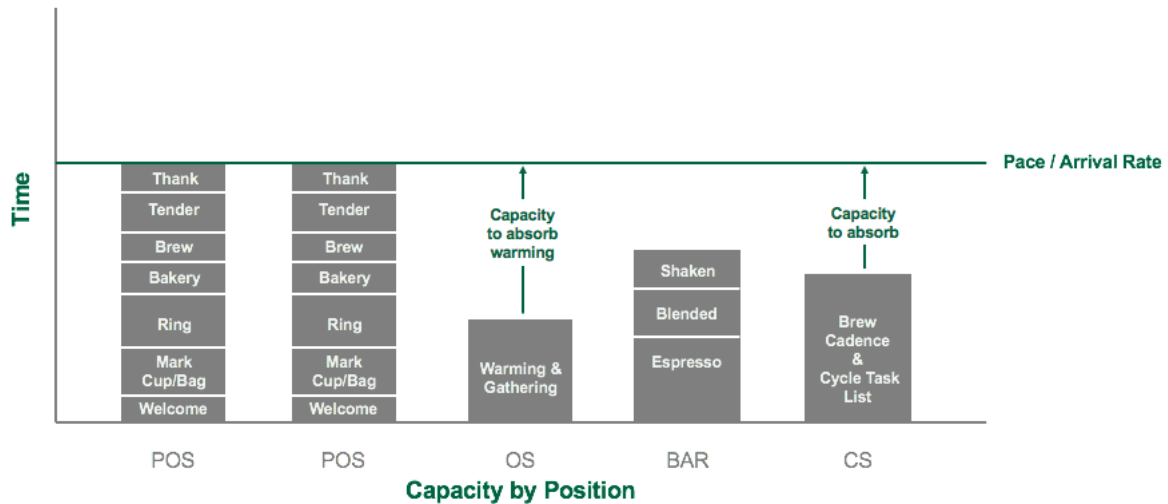 Time
Pace / Arrival Rate
Thank
Tender
Brew
Bakery
Ring
Mark
Cup/Bag
Welcome
POS
Thank
Tender
Brew
Bakery
Ring
Mark
Cup/Bag
Welcome
POS
Capacity
to absorb
warming
Warming &
Gathering
OS
Shaken
Blended
Espresso
BAR
Capacity
to absorb
Brew
Cadence
&
Cycle Task
List
CS
Capacity by Position